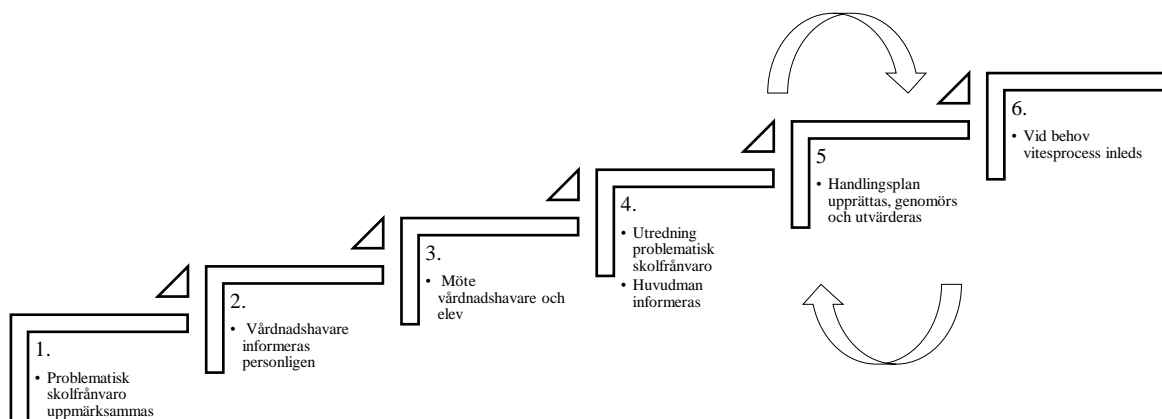 1.
• Problematisk
skolfrånvaro
uppmärksammas
2.
• Vårdnadshavare
informeras
personligen
3.
• Möte
vårdnadshavare och
elev
4.
• Utredning
problematisk
skolfrånvaro
• Huvudman
informeras
5
• Handlingsplan
upprättas, genomörs
och utvärderas
6.
• Vid behov
vitesprocess inleds